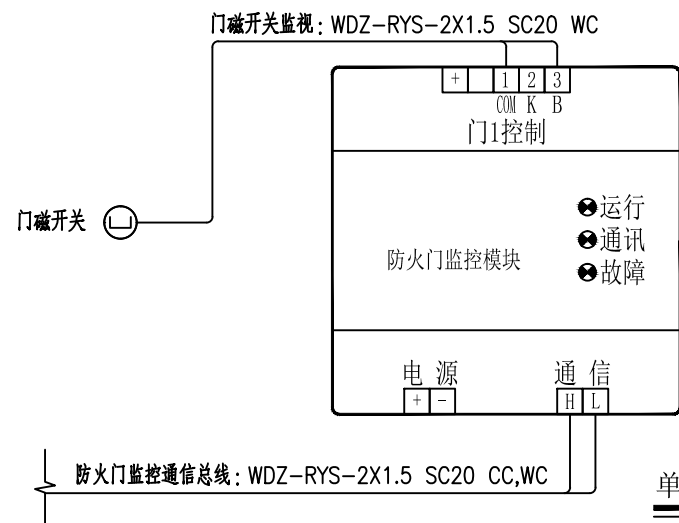 门磁开关监视: WDZ-RYS-2X1.5 SC20 WC
+ 1 2 3
COM K B
门1控制
运行
门磁开关
通讯
防火门监控模块
故障
电 源 通 信
+ - H L
防火门监控通信总线: WDZ-RYS-2X1.5 SC20 CC,WC
单